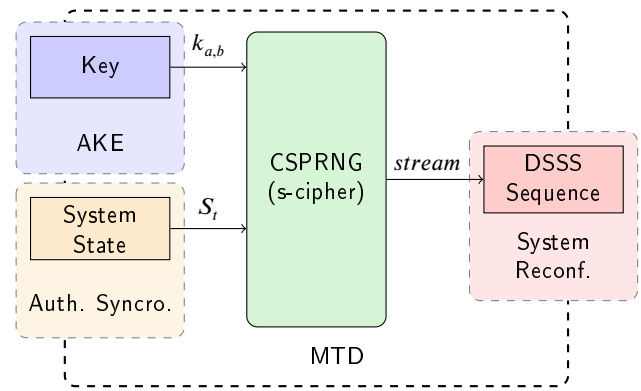 Key
AKE
k_{a,b}
System
State
Auth. Syncro.
S_t
CSPRNG
(s-cipher)
stream
DSSS
Sequence
System
Reconf.
MTD